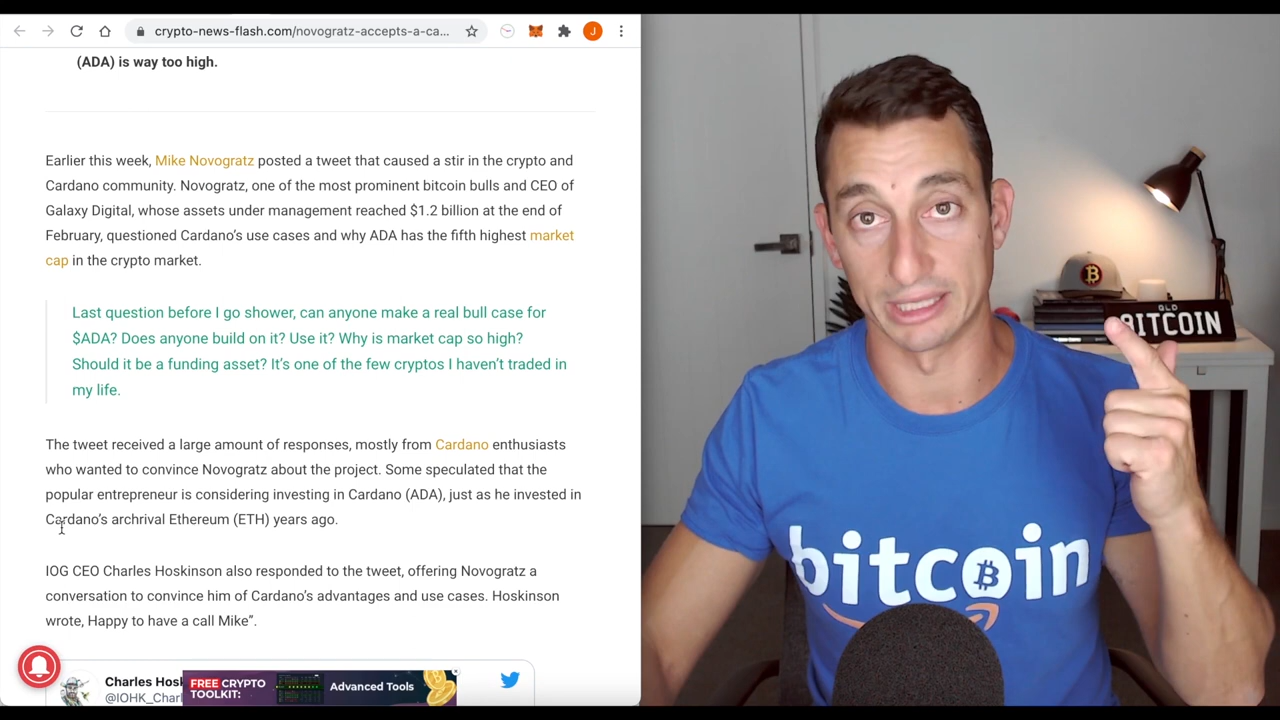 crypto-news-flash.com/novogratz-accepts-a-ca...
J
(ADA) is way too high.
Earlier this week, Mike Novogratz posted a tweet that caused a stir in the crypto and
Cardano community. Novogratz, one of the most prominent bitcoin bulls and CEO of
Galaxy Digital, whose assets under management reached $1.2 billion at the end of
February, questioned Cardano’s use cases and why ADA has the fifth highest market
cap in the crypto market.
Last question before I go shower, can anyone make a real bull case for
$ADA? Does anyone build on it? Use it? Why is market cap so high?
Should it be a funding asset? It’s one of the few cryptos I haven’t traded in
my life.
The tweet received a large amount of responses, mostly from Cardano enthusiasts
who wanted to convince Novogratz about the project. Some speculated that the
popular entrepreneur is considering investing in Cardano (ADA), just as he invested in
Cardano’s archrival Ethereum (ETH) years ago.
IOG CEO Charles Hoskinson also responded to the tweet, offering Novogratz a
conversation to convince him of Cardano’s advantages and use cases. Hoskinson
wrote, Happy to have a call Mike”.
Charles Hosk
@IOHK_Charl
FREE CRYPTO
TOOLKIT:
Advanced Tools
QLD
BITCOIN
bitcoin